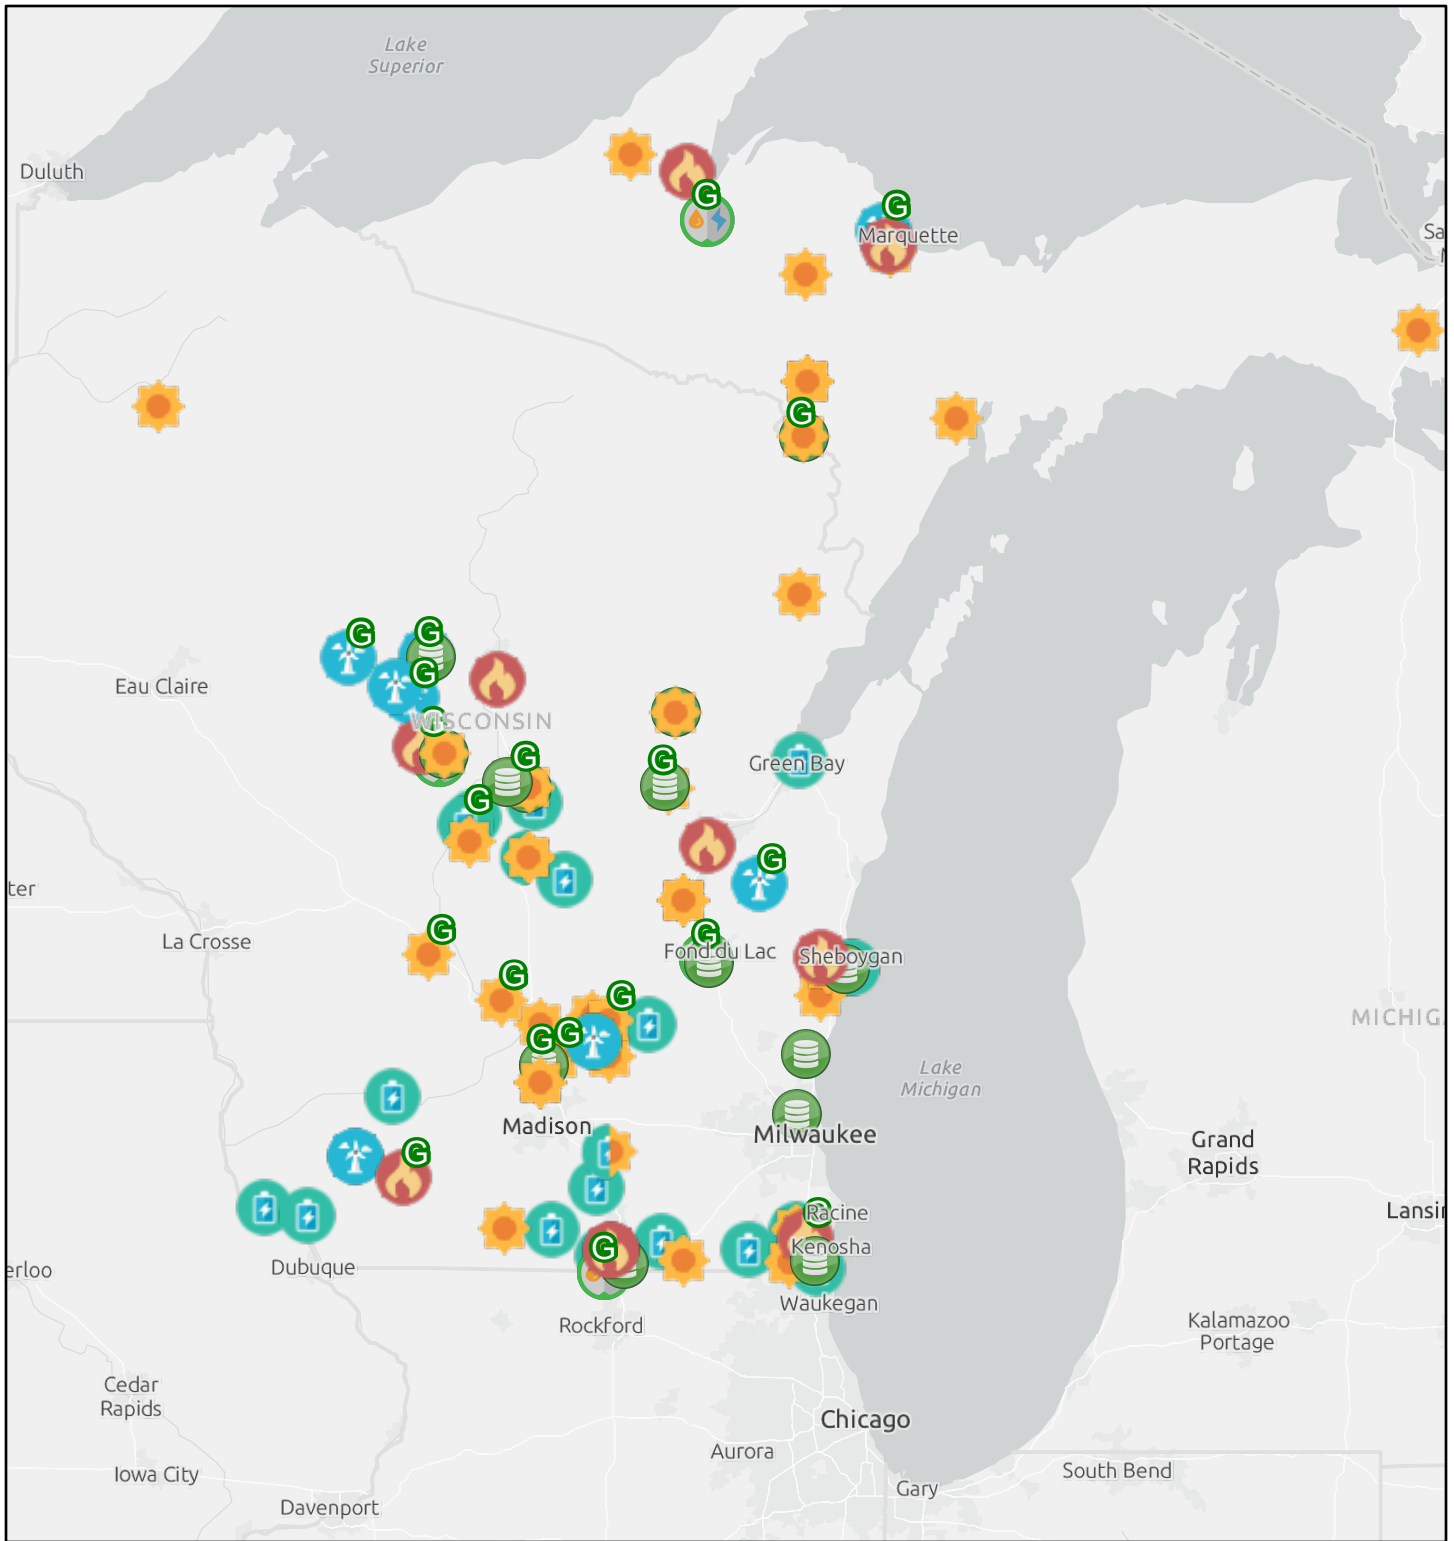 Lake
Superior
Duluth
G
G
Marquette
Sa
G
G
G
Eau Claire
G
G
WISCONSIN
G
G
Green Bay
G
G
ter
G
G
La Crosse
Fond du Lac
Sheboygan
G
G
MICHIG
G
G
Lake
Michigan
Madison
Milwaukee
Grand
Rapids
G
G
Racine
Lansin
Kenosha
G
Dubuque
erloo
Waukegan
Rockford
Kalamazoo
Portage
Cedar
Rapids
Chicago
Aurora
Iowa City
South Bend
Gary
Davenport